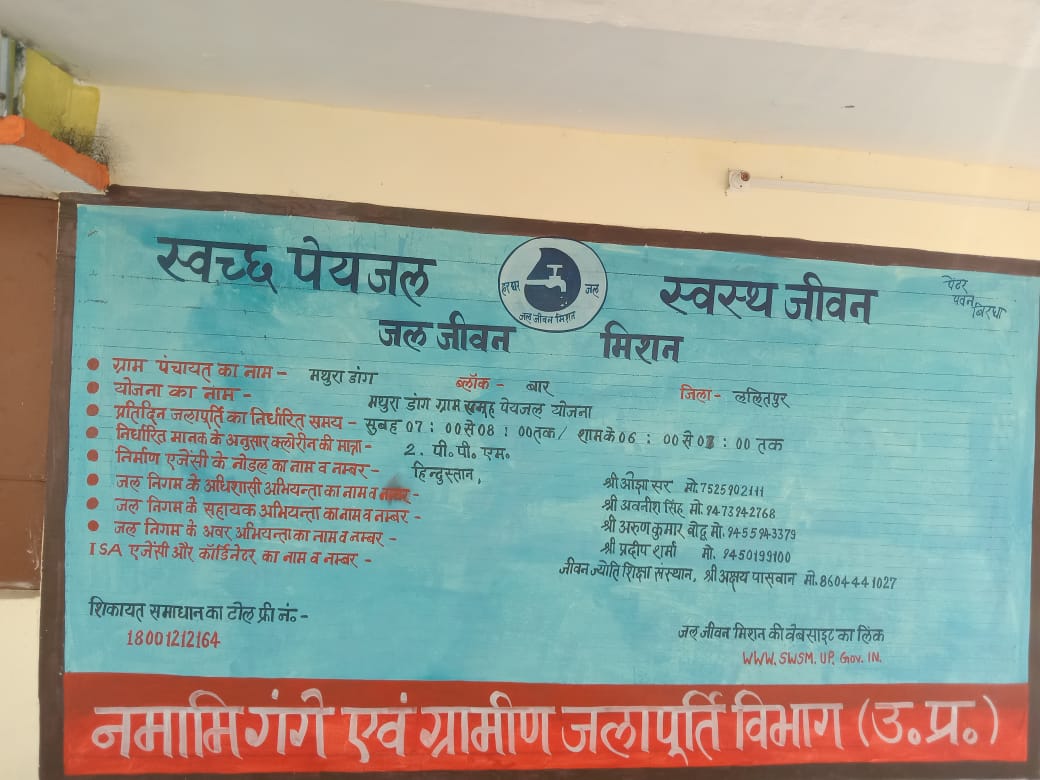 स्वच्छ पेयजल
हर घर जल
जल जीवन मिशन
स्वस्थ जीवन
पेंटर
पवन
बिरधा
जल जीवन मिशन
ग्राम पंचायत का नाम - मथुरा डांग ब्लॉक - बार जिला - ललितपुर
योजना का नाम - मथुरा डांग ग्राम समूह पेयजल योजना
प्रतिदिन जलापूर्ति का निर्धारित समय - सुबह 07 : 00 से 08 : 00 तक / शाम के 06 : 00 से 07 : 00 तक
निर्धारित मानक के अनुसार क्लोरीन की मात्रा - 2. पी. पी. एम.
निर्माण एजेंसी के नोडल का नाम व नम्बर - हिन्दुस्तान, श्री ओझा सर मो. 7525902111
जल निगम के अधिशासी अभियन्ता का नाम व नम्बर - श्री अवनीश सिंह मो. 9473942768
जल निगम के सहायक अभियन्ता का नाम व नम्बर - श्री अरुण कुमार बोद्व मो. 9455943379
जल निगम के अवर अभियन्ता का नाम व नम्बर - श्री प्रदीप शर्मा मो. 9450199100
ISA एजेंसी और कॉर्डिनेटर का नाम व नम्बर - जीवन ज्योति शिक्षा संस्थान, श्री अक्षय पासवान मो. 8604441027
शिकायत समाधान का टोल फ्री नं. -
18001212164
जल जीवन मिशन की वेबसाइट का लिंक
WWW. SWSM. UP. Gov. IN.
नमामि गंगे एवं ग्रामीण जलापूर्ति विभाग (उ. प्र.)